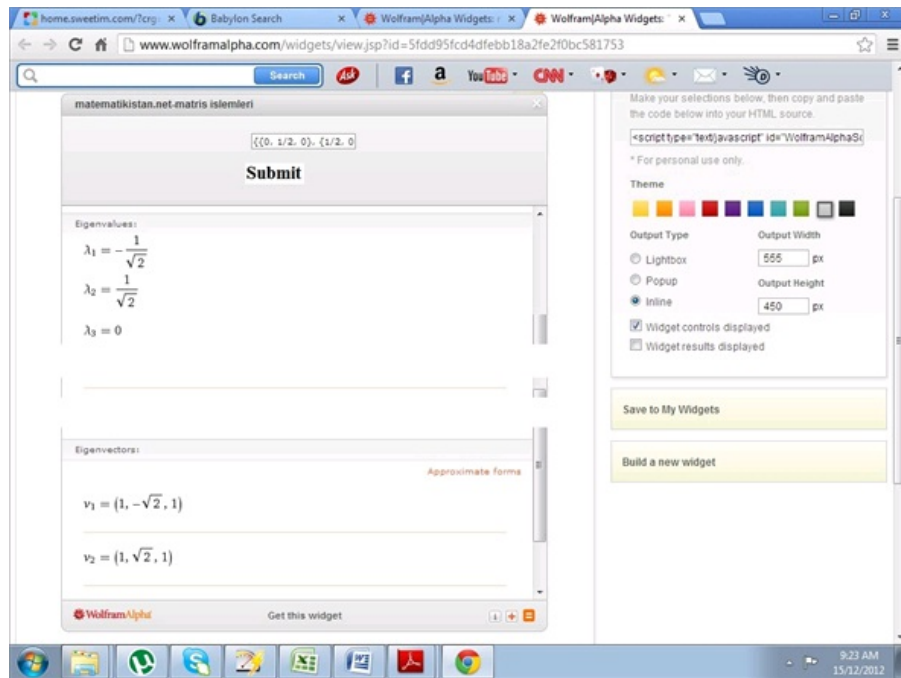 home.sweetim.com/?crg= Babylon Search Wolfram|Alpha Widgets: r Wolfram|Alpha Widgets: "
www.wolframalpha.com/widgets/view.jsp?id=5fdd95fcd4dfebb18a2fe2f0bc581753
Search Ask f a YouTube CNN
matematikistan.net-matris islemleri
{{0, 1/2, 0}, {1/2, 0
Submit
Eigenvalues:
λ₁ = −1/√2
λ₂ = 1/√2
λ₃ = 0
Eigenvectors:
Approximate forms
v₁ = (1, −√2, 1)
v₂ = (1, √2, 1)
WolframAlpha Get this widget
Make your selections below, then copy and paste
the code below into your HTML source.
<script type="text/javascript" id="WolframAlphaSc
* For personal use only.
Theme
Output Type Output Width
Lightbox 555 px
Popup Output Height
Inline 450 px
Widget controls displayed
Widget results displayed
Save to My Widgets
Build a new widget
9:23 AM
15/12/2012